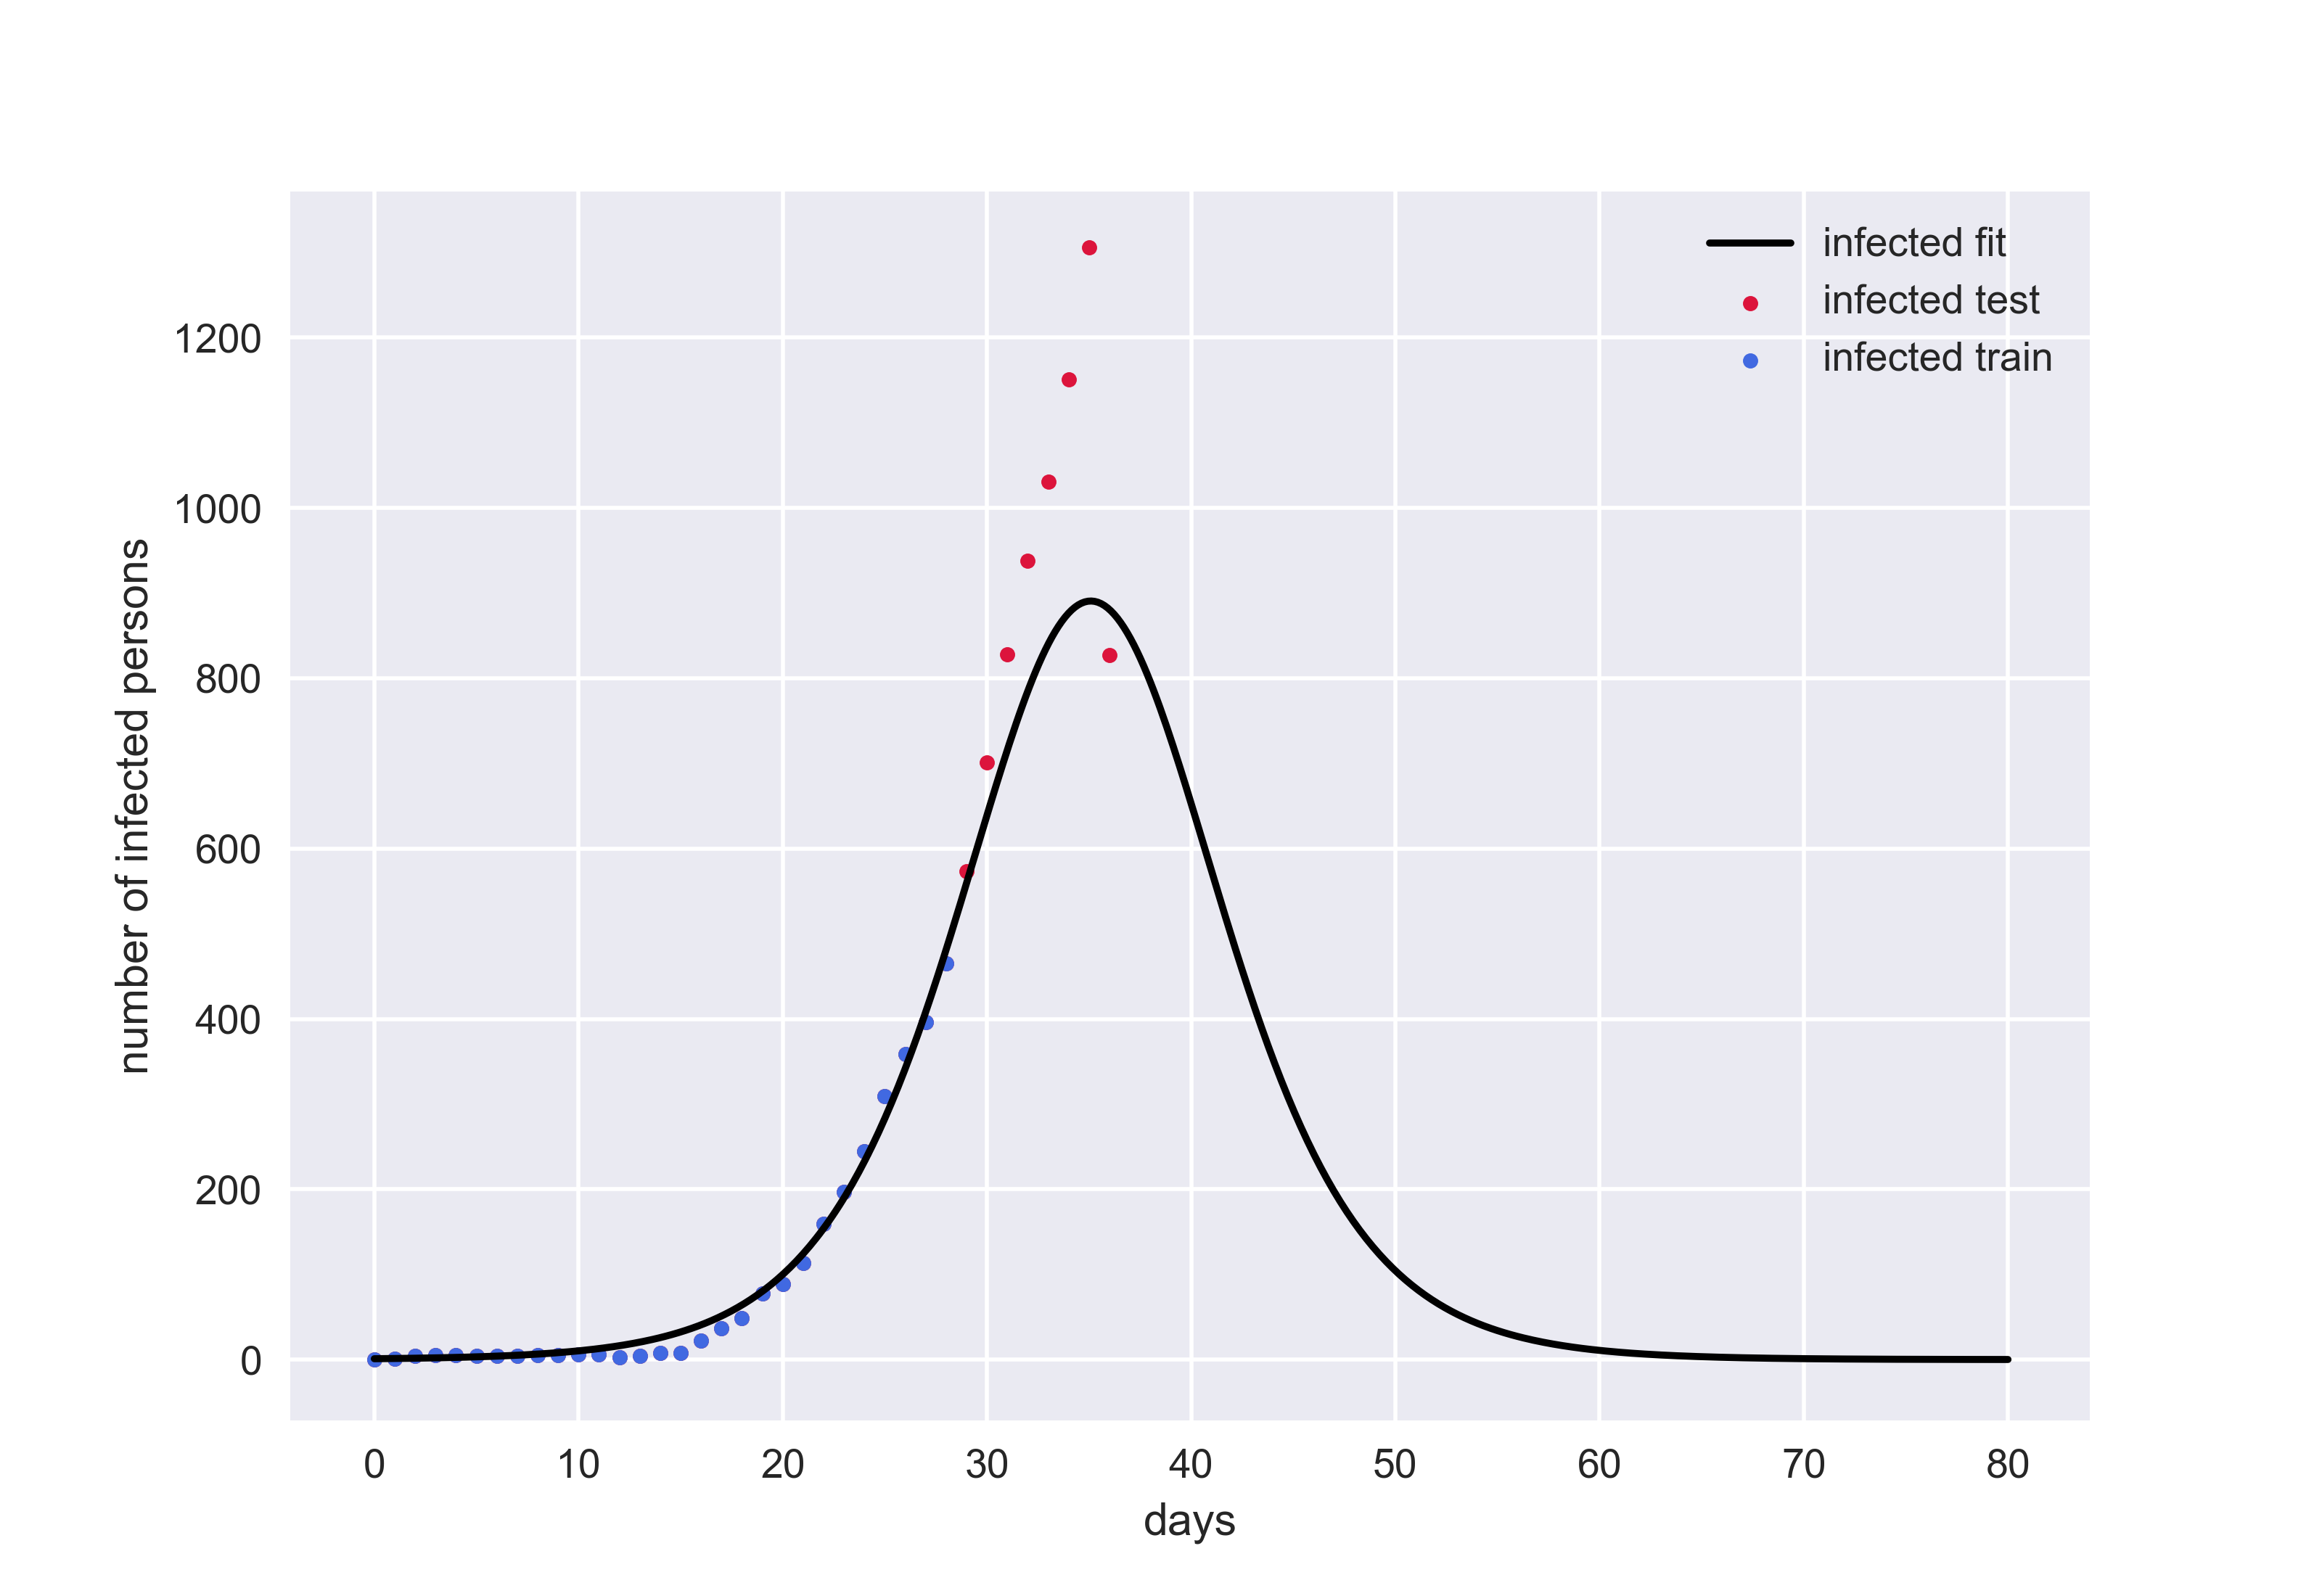 infected fit
infected test
infected train
1200
1000
800
600
400
200
0
number of infected persons
0 10 20 30 40 50 60 70 80
days